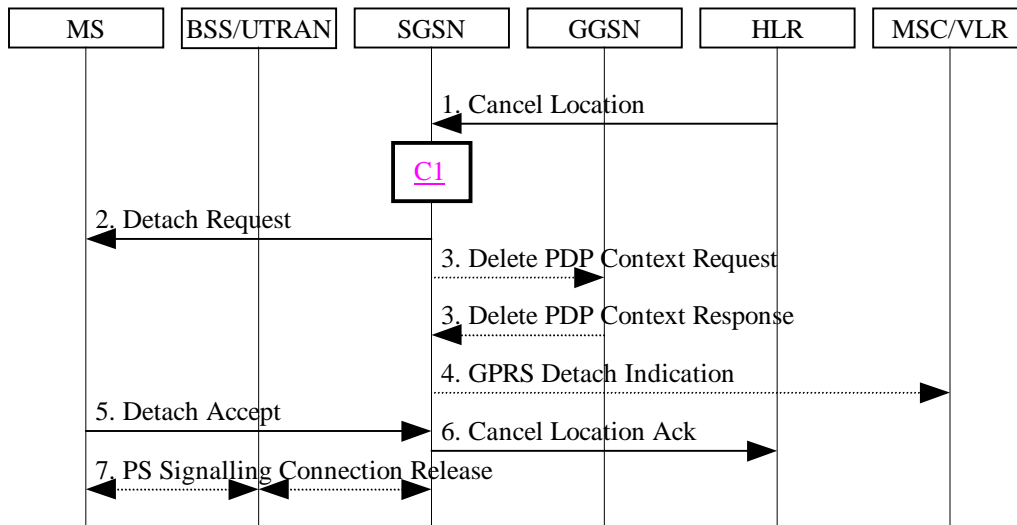 MS
BSS/UTRAN
SGSN
GGSN
HLR
MSC/VLR
1. Cancel Location
C1
2. Detach Request
3. Delete PDP Context Request
3. Delete PDP Context Response
4. GPRS Detach Indication
5. Detach Accept
6. Cancel Location Ack
7. PS Signalling Connection Release